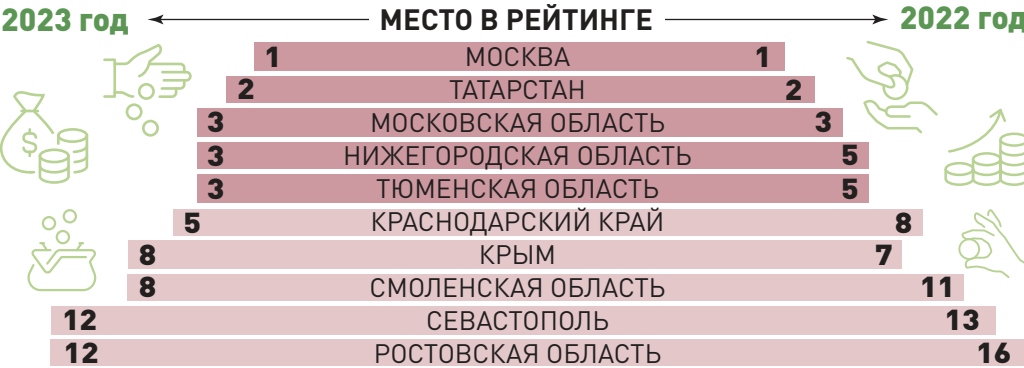 2023 год МЕСТО В РЕЙТИНГЕ 2022 год
1 МОСКВА 1
2 ТАТАРСТАН 2
3 МОСКОВСКАЯ ОБЛАСТЬ 3
3 НИЖЕГОРОДСКАЯ ОБЛАСТЬ 5
3 ТЮМЕНСКАЯ ОБЛАСТЬ 5
5 КРАСНОДАРСКИЙ КРАЙ 8
8 КРЫМ 7
8 СМОЛЕНСКАЯ ОБЛАСТЬ 11
12 СЕВАСТОПОЛЬ 13
12 РОСТОВСКАЯ ОБЛАСТЬ 16